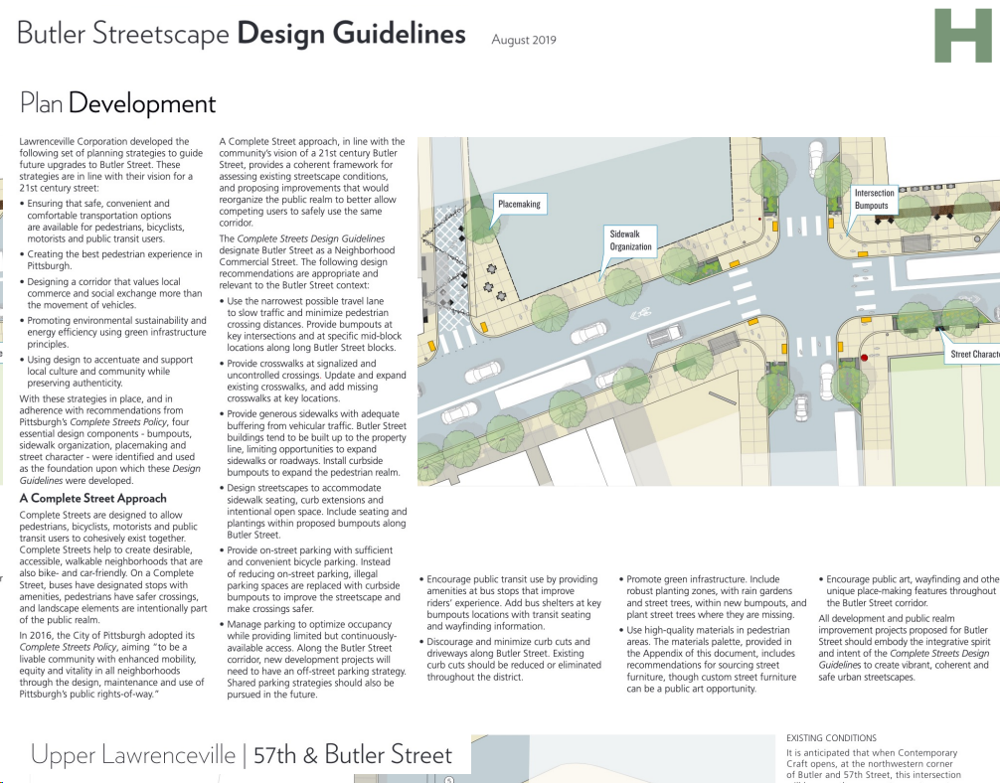 Butler Streetscape Design Guidelines August 2019
H
Plan Development
Lawrenceville Corporation developed the
following set of planning strategies to guide
future upgrades to Butler Street. These
strategies are in line with their vision for a
21st century street:
• Ensuring that safe, convenient and
comfortable transportation options
are available for pedestrians, bicyclists,
motorists and public transit users.
• Creating the best pedestrian experience in
Pittsburgh.
• Designing a corridor that values local
commerce and social exchange more than
the movement of vehicles.
• Promoting environmental sustainability and
energy efficiency using green infrastructure
principles.
• Using design to accentuate and support
local culture and community while
preserving authenticity.
With these strategies in place, and in
adherence with recommendations from
Pittsburgh's Complete Streets Policy, four
essential design components - bumpouts,
sidewalk organization, placemaking and
street character - were identified and used
as the foundation upon which these Design
Guidelines were developed.
A Complete Street Approach
Complete Streets are designed to allow
pedestrians, bicyclists, motorists and public
transit users to cohesively exist together.
Complete Streets help to create desirable,
accessible, walkable neighborhoods that are
also bike- and car-friendly. On a Complete
Street, buses have designated stops with
amenities, pedestrians have safer crossings,
and landscape elements are intentionally part
of the public realm.
In 2016, the City of Pittsburgh adopted its
Complete Streets Policy, aiming "to be a
livable community with enhanced mobility,
equity and vitality in all neighborhoods
through the design, maintenance and use of
Pittsburgh's public rights-of-way."
A Complete Street approach, in line with the
community's vision of a 21st century Butler
Street, provides a coherent framework for
assessing existing streetscape conditions,
and proposing improvements that would
reorganize the public realm to better allow
competing users to safely use the same
corridor.
The Complete Streets Design Guidelines
designate Butler Street as a Neighborhood
Commercial Street. The following design
recommendations are appropriate and
relevant to the Butler Street context:
• Use the narrowest possible travel lane
to slow traffic and minimize pedestrian
crossing distances. Provide bumpouts at
key intersections and at specific mid-block
locations along long Butler Street blocks.
• Provide crosswalks at signalized and
uncontrolled crossings. Update and expand
existing crosswalks, and add missing
crosswalks at key locations.
• Provide generous sidewalks with adequate
buffering from vehicular traffic. Butler Street
buildings tend to be built up to the property
line, limiting opportunities to expand
sidewalks or roadways. Install curbside
bumpouts to expand the pedestrian realm.
• Design streetscapes to accommodate
sidewalk seating, curb extensions and
intentional open space. Include seating and
plantings within proposed bumpouts along
Butler Street.
• Provide on-street parking with sufficient
and convenient bicycle parking. Instead
of reducing on-street parking, illegal
parking spaces are replaced with curbside
bumpouts to improve the streetscape and
make crossings safer.
• Manage parking to optimize occupancy
while providing limited but continuously-
available access. Along the Butler Street
corridor, new development projects will
need to have an off-street parking strategy.
Shared parking strategies should also be
pursued in the future.
Placemaking
Sidewalk
Organization
Intersection
Bumpouts
Street Charact
• Encourage public transit use by providing
amenities at bus stops that improve
riders' experience. Add bus shelters at key
bumpouts locations with transit seating
and wayfinding information.
• Discourage and minimize curb cuts and
driveways along Butler Street. Existing
curb cuts should be reduced or eliminated
throughout the district.
• Promote green infrastructure. Include
robust planting zones, with rain gardens
and street trees, within new bumpouts, and
plant street trees where they are missing.
• Use high-quality materials in pedestrian
areas. The materials palette, provided in
the Appendix of this document, includes
recommendations for sourcing street
furniture, though custom street furniture
can be a public art opportunity.
• Encourage public art, wayfinding and othe
unique place-making features throughout
the Butler Street corridor.
All development and public realm
improvement projects proposed for Butler
Street should embody the integrative spirit
and intent of the Complete Streets Design
Guidelines to create vibrant, coherent and
safe urban streetscapes.
Upper Lawrenceville | 57th & Butler Street
EXISTING CONDITIONS
It is anticipated that when Contemporary
Craft opens, at the northwestern corner
of Butler and 57th Street, this intersection